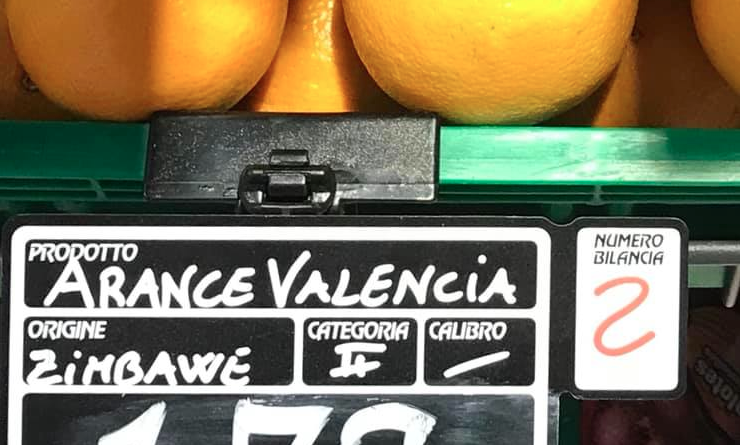 PRODOTTO
ARANCE VALENCIA
NUMERO
BILANCIA
2
ORIGINE
ZIMBAWE
CATEGORIA
II
CALIBRO
—